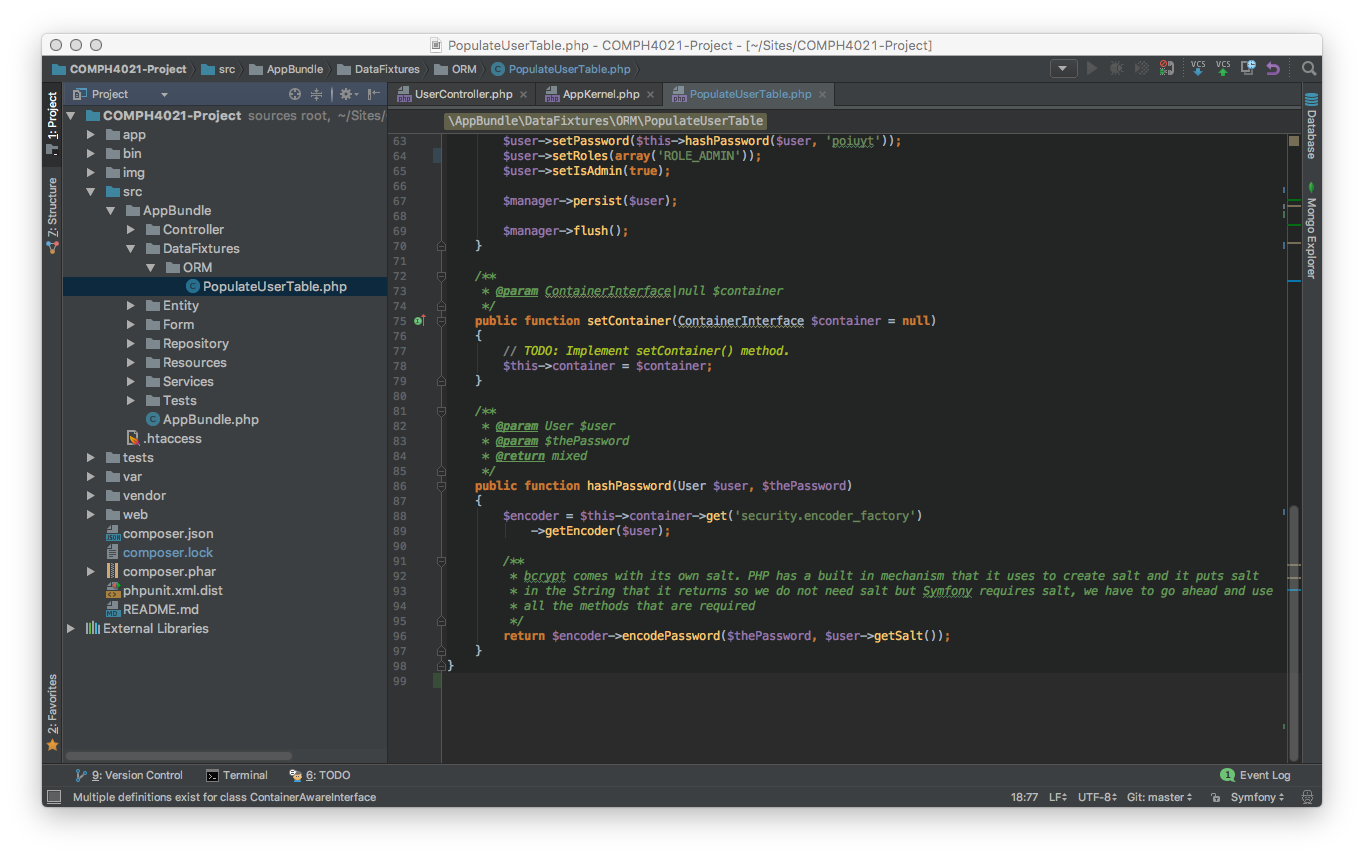 PopulateUserTable.php - COMPH4021-Project - [~/Sites/COMPH4021-Project]
COMPH4021-Project src AppBundle DataFixtures ORM PopulateUserTable.php
VCS VCS
Project
UserController.php AppKernel.php PopulateUserTable.php
1: Project
Z: Structure
2: Favorites
COMPH4021-Project sources root, ~/Sites/
app
bin
img
src
AppBundle
Controller
DataFixtures
ORM
PopulateUserTable.php
Entity
Form
Repository
Resources
Services
Tests
AppBundle.php
.htaccess
tests
var
vendor
web
composer.json
composer.lock
composer.phar
phpunit.xml.dist
README.md
External Libraries
\AppBundle\DataFixtures\ORM\PopulateUserTable
63 $user->setPassword($this->hashPassword($user, 'poiuyt'));
64 $user->setRoles(array('ROLE_ADMIN'));
65 $user->setIsAdmin(true);
66
67 $manager->persist($user);
68
69 $manager->flush();
70 }
71
72 /**
73 * @param ContainerInterface|null $container
74 */
75 public function setContainer(ContainerInterface $container = null)
76 {
77 // TODO: Implement setContainer() method.
78 $this->container = $container;
79 }
80
81 /**
82 * @param User $user
83 * @param $thePassword
84 * @return mixed
85 */
86 public function hashPassword(User $user, $thePassword)
87 {
88 $encoder = $this->container->get('security.encoder_factory')
89 ->getEncoder($user);
90
91 /**
92 * bcrypt comes with its own salt. PHP has a built in mechanism that it uses to create salt and it puts salt
93 * in the String that it returns so we do not need salt but Symfony requires salt, we have to go ahead and use
94 * all the methods that are required
95 */
96 return $encoder->encodePassword($thePassword, $user->getSalt());
97 }
98 }
99
Database
Mongo Explorer
9: Version Control Terminal 6: TODO 1 Event Log
Multiple definitions exist for class ContainerAwareInterface 18:77 LF UTF-8 Git: master Symfony